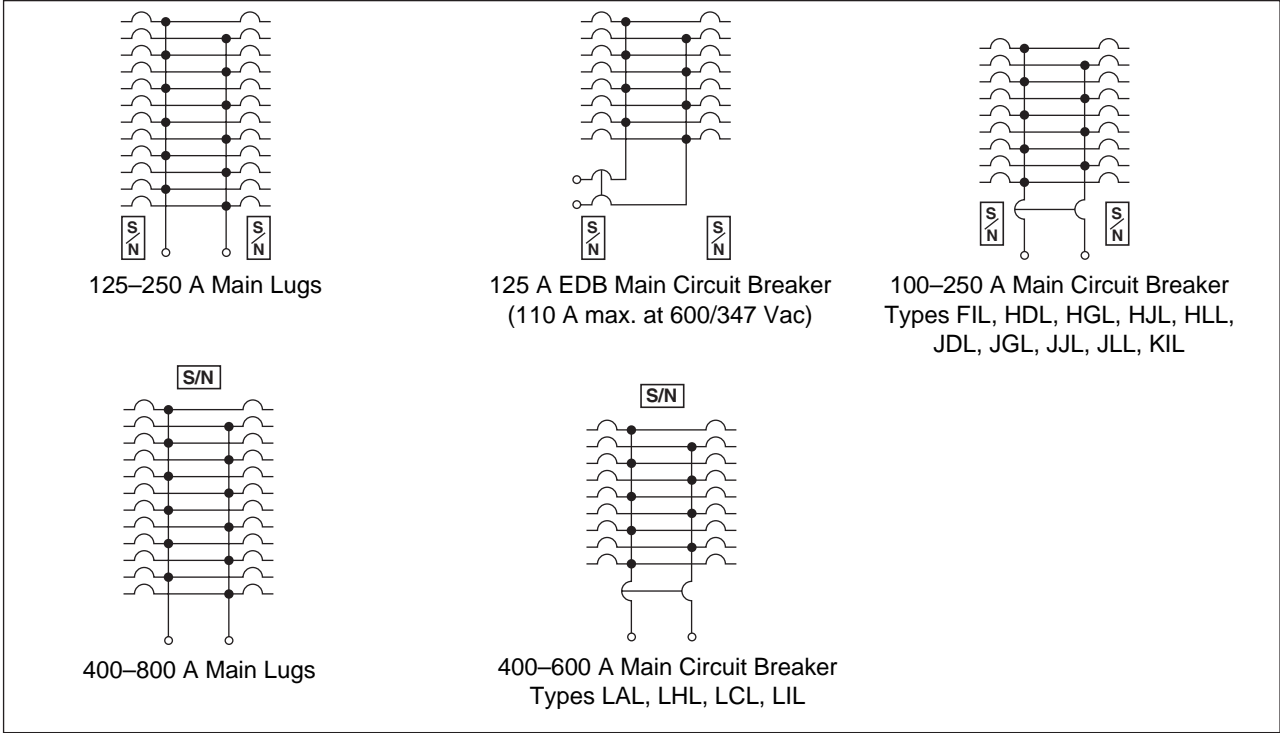 S/N
S/N
125–250 A Main Lugs
S/N
S/N
125 A EDB Main Circuit Breaker
(110 A max. at 600/347 Vac)
S/N
S/N
100–250 A Main Circuit Breaker
Types FIL, HDL, HGL, HJL, HLL,
JDL, JGL, JJL, JLL, KIL
S/N
400–800 A Main Lugs
S/N
400–600 A Main Circuit Breaker
Types LAL, LHL, LCL, LIL